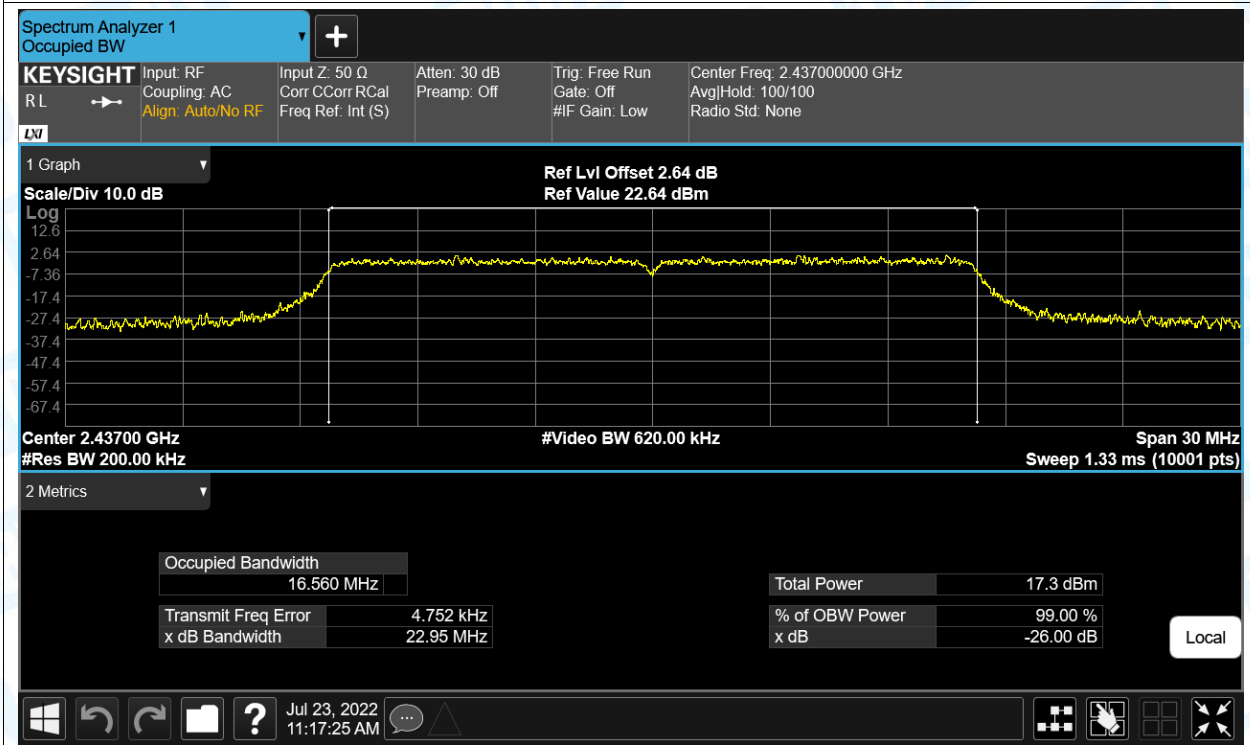 Spectrum Analyzer 1
Occupied BW
KEYSIGHT
R L
LXI
Input: RF
Coupling: AC
Align: Auto/No RF
Input Z: 50 Ω
Corr CCorr RCal
Freq Ref: Int (S)
Atten: 30 dB
Preamp: Off
Trig: Free Run
Gate: Off
#IF Gain: Low
Center Freq: 2.437000000 GHz
Avg|Hold: 100/100
Radio Std: None
1 Graph
Scale/Div 10.0 dB
Ref Lvl Offset 2.64 dB
Ref Value 22.64 dBm
Log
12.6
2.64
-7.36
-17.4
-27.4
-37.4
-47.4
-57.4
-67.4
Center 2.43700 GHz
#Video BW 620.00 kHz
Span 30 MHz
#Res BW 200.00 kHz
Sweep 1.33 ms (10001 pts)
2 Metrics
Occupied Bandwidth
16.560 MHz
Total Power 17.3 dBm
Transmit Freq Error 4.752 kHz
% of OBW Power 99.00 %
x dB Bandwidth 22.95 MHz
x dB -26.00 dB
Local
?
Jul 23, 2022
11:17:25 AM